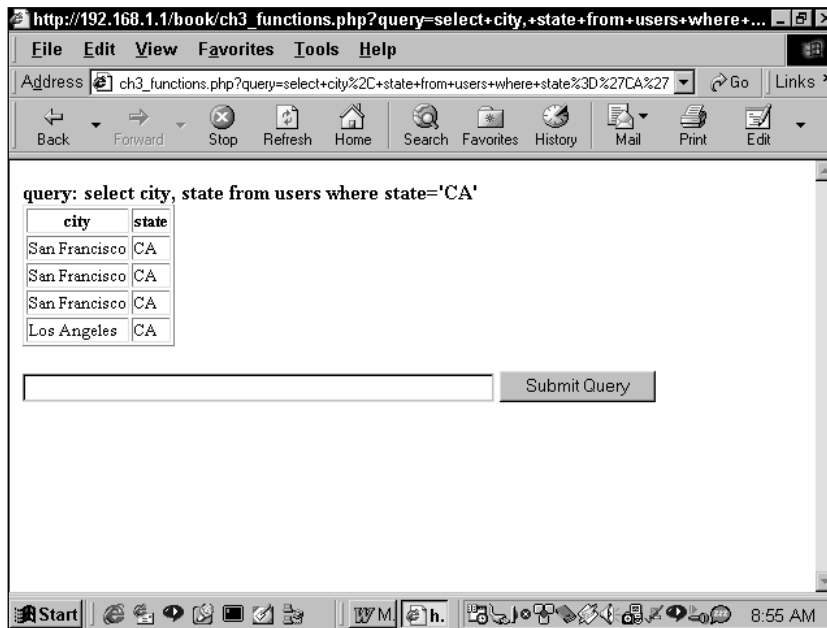 http://192.168.1.1/book/ch3_functions.php?query=select+city,+state+from+users+where+...
File Edit View Favorites Tools Help
Address ch3_functions.php?query=select+city%2C+state+from+users+where+state%3D%27CA%27 Go Links
Back Forward Stop Refresh Home Search Favorites History Mail Print Edit
query: select city, state from users where state='CA'
city state
San Francisco CA
San Francisco CA
San Francisco CA
Los Angeles CA
Submit Query
Start M. h. 8:55 AM